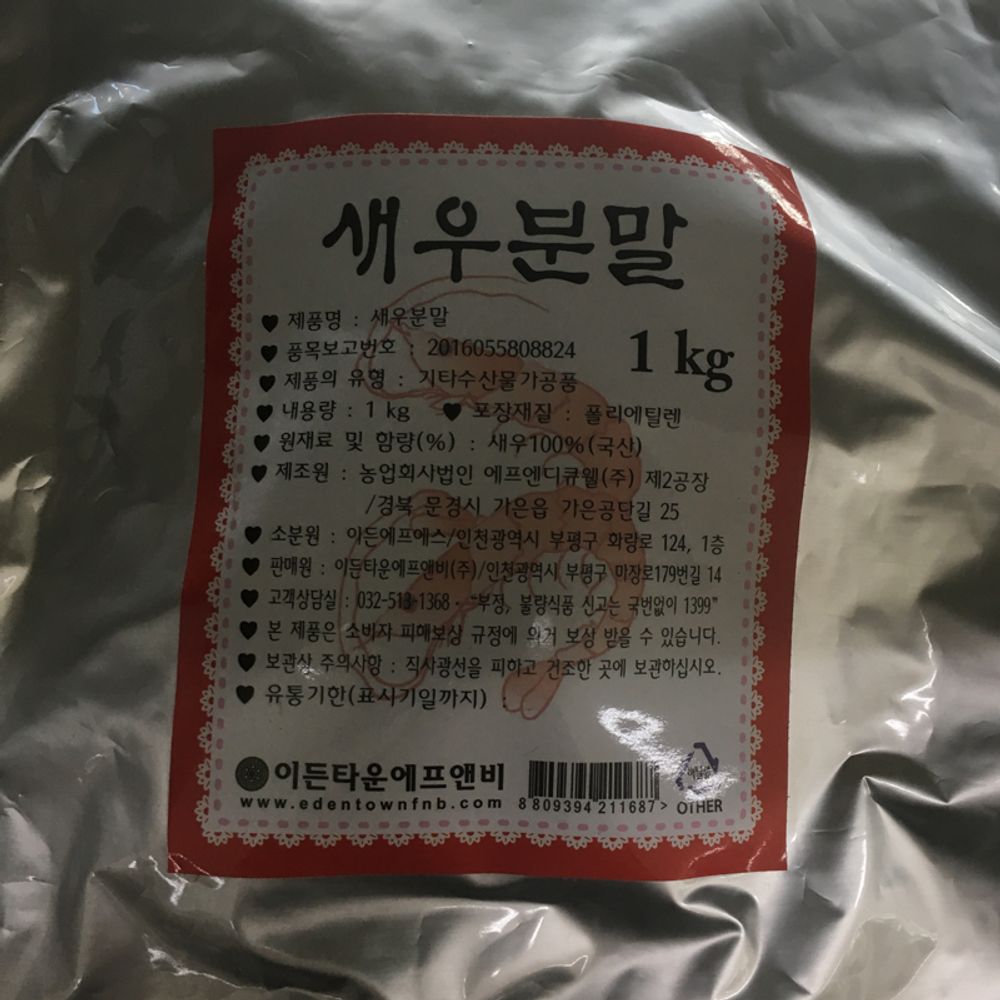 새우분말
♥ 제품명 : 새우분말
♥ 품목보고번호 : 2016055808824
1 kg
♥ 제품의 유형 : 기타수산물가공품
♥ 내용량 : 1 kg ♥ 포장재질 : 폴리에틸렌
♥ 원재료 및 함량(%) : 새우100%(국산)
♥ 제조원 : 농업회사법인 에프엔디큐웰(주) 제2공장
/경북 문경시 가은읍 가은공단길 25
♥ 소분원 : 이든에프에스/인천광역시 부평구 화랑로 124, 1층
♥ 판매원 : 이든타운에프앤비(주)/인천광역시 부평구 마장로179번길 14
♥ 고객상담실 : 032-513-1368 · “부정, 불량식품 신고는 국번없이 1399”
♥ 본 제품은 소비자 피해보상 규정에 의거 보상 받을 수 있습니다.
♥ 보관상 주의사항 : 직사광선을 피하고 건조한 곳에 보관하십시오.
♥ 유통기한(표시기일까지) :
이든타운에프앤비
www.edentownfnb.com
8 809394 211687 >
OTHER